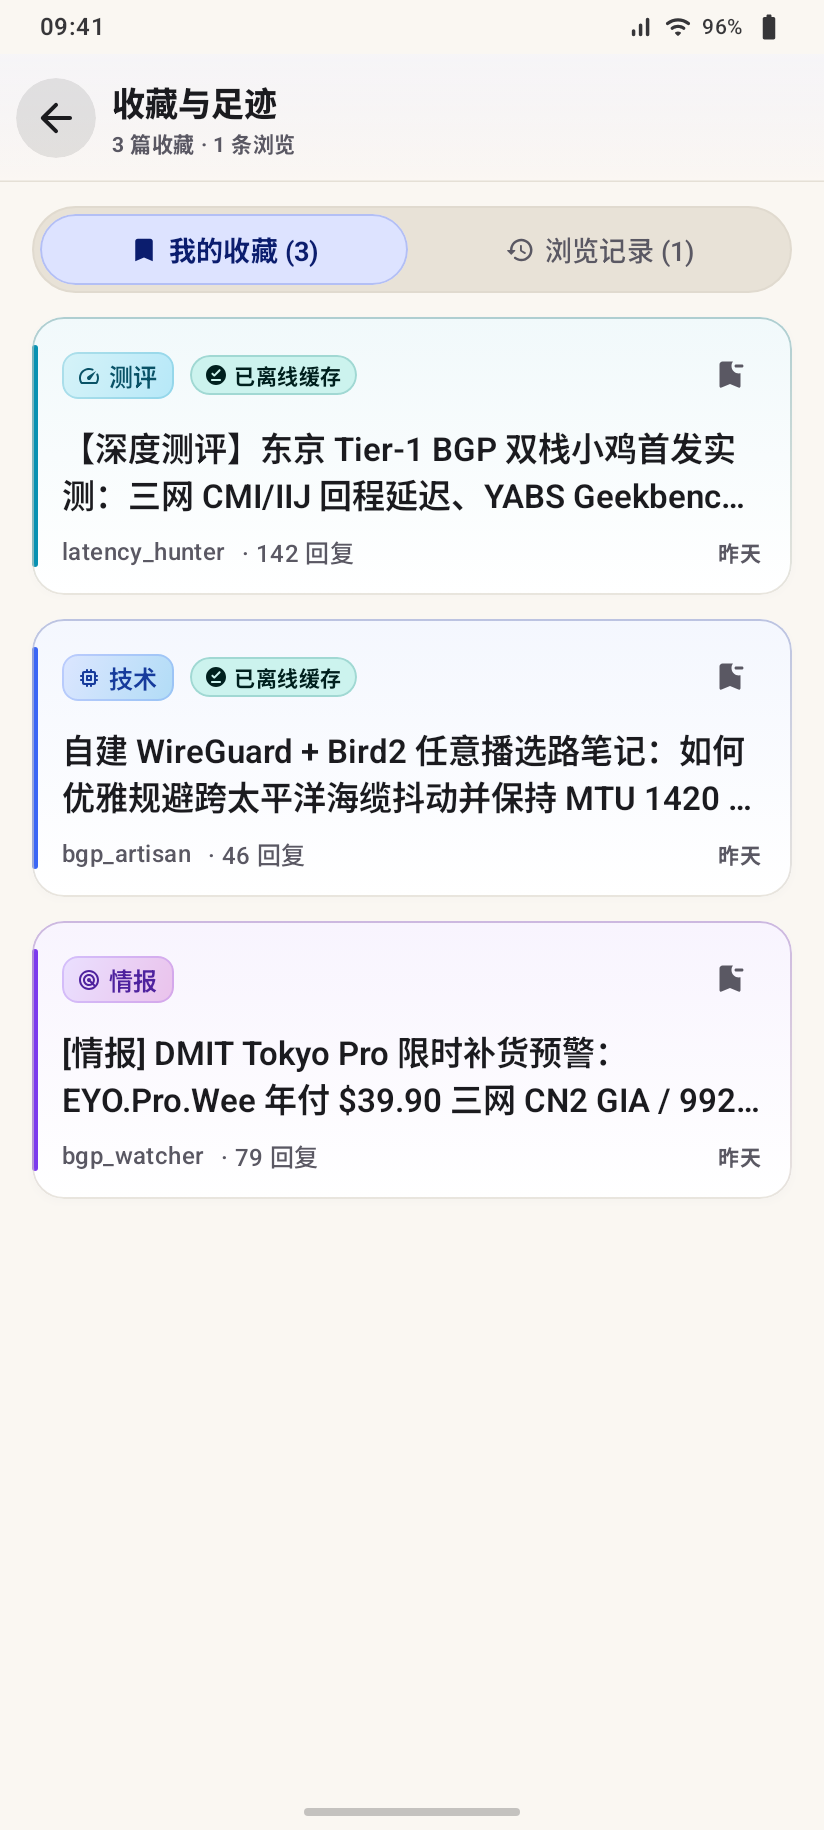 09:41
96%
收藏与足迹
3 篇收藏 · 1 条浏览
我的收藏 (3)
浏览记录 (1)
测评
已离线缓存
【深度测评】东京 Tier-1 BGP 双栈小鸡首发实
测：三网 CMI/IIJ 回程延迟、YABS Geekbenc...
latency_hunter · 142 回复
昨天
技术
已离线缓存
自建 WireGuard + Bird2 任意播选路笔记：如何
优雅规避跨太平洋海缆抖动并保持 MTU 1420 ...
bgp_artisan · 46 回复
昨天
情报
[情报] DMIT Tokyo Pro 限时补货预警：
EYO.Pro.Wee 年付 $39.90 三网 CN2 GIA / 992...
bgp_watcher · 79 回复
昨天